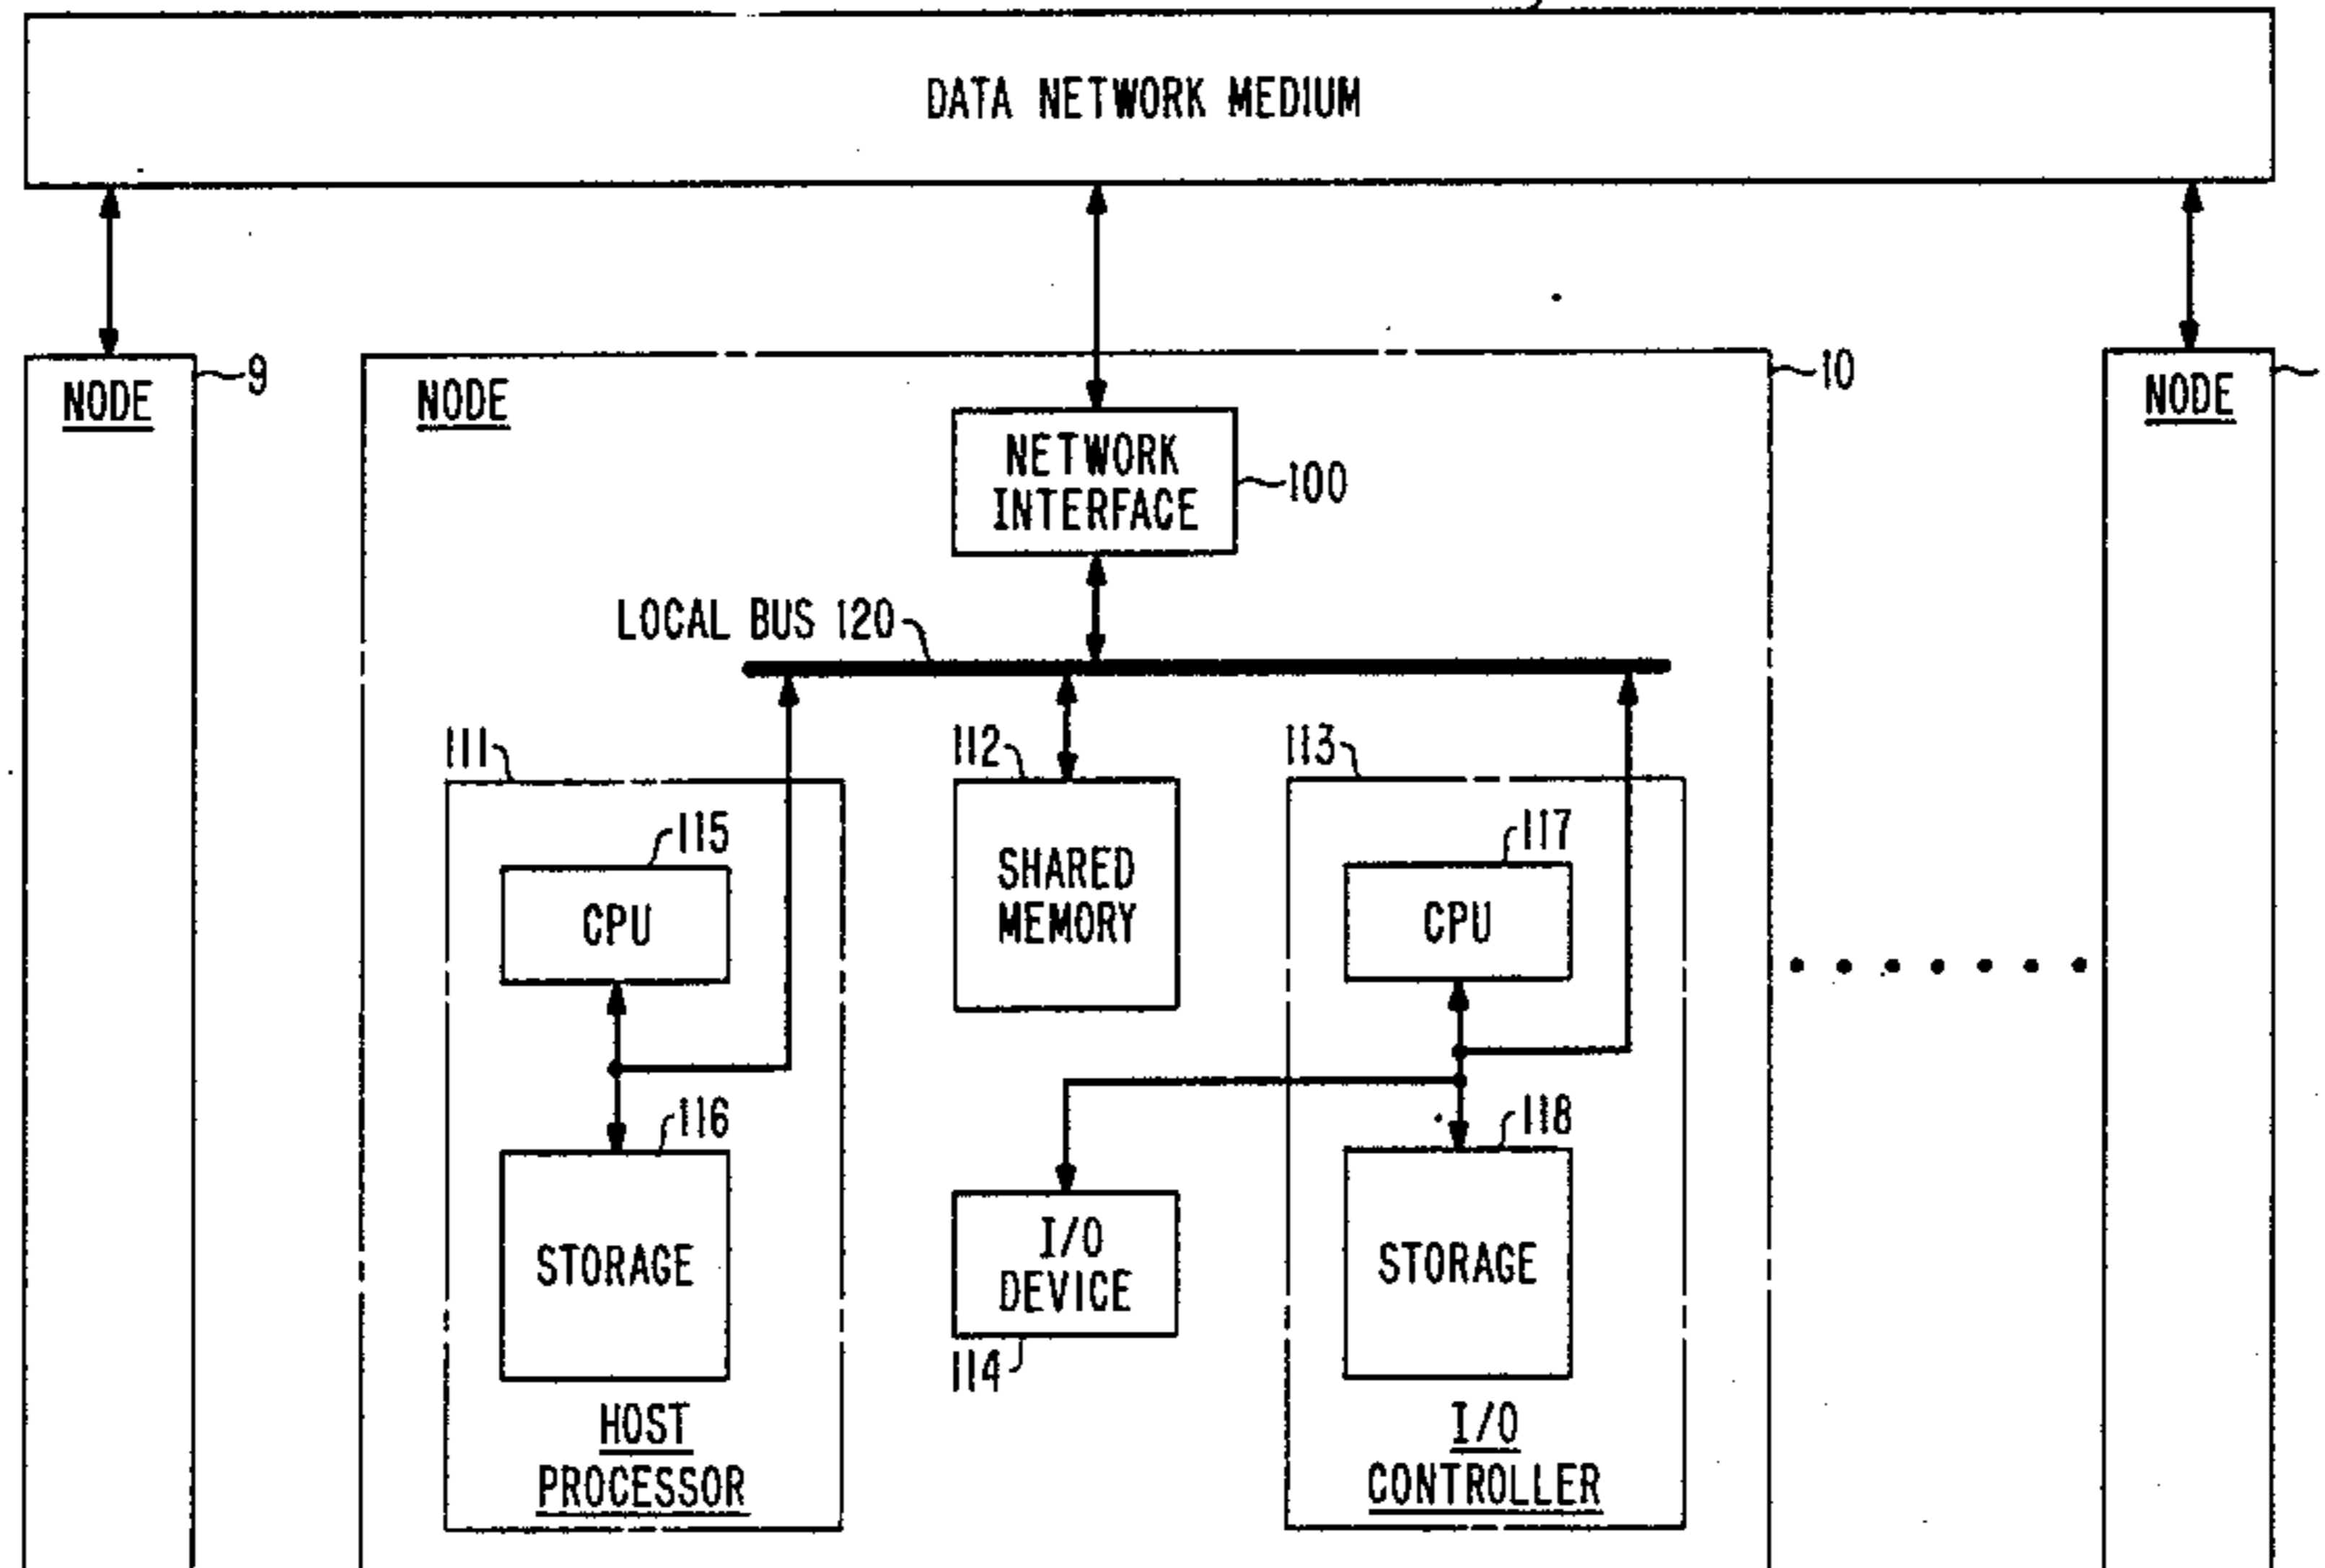 DATA NETWORK MEDIUM
NODE
9
NODE
10
NODE
NETWORK
INTERFACE
100
LOCAL BUS 120
111
112
113
115
CPU
SHARED
MEMORY
117
CPU
116
STORAGE
I/O
DEVICE
114
118
STORAGE
HOST
PROCESSOR
I/O
CONTROLLER